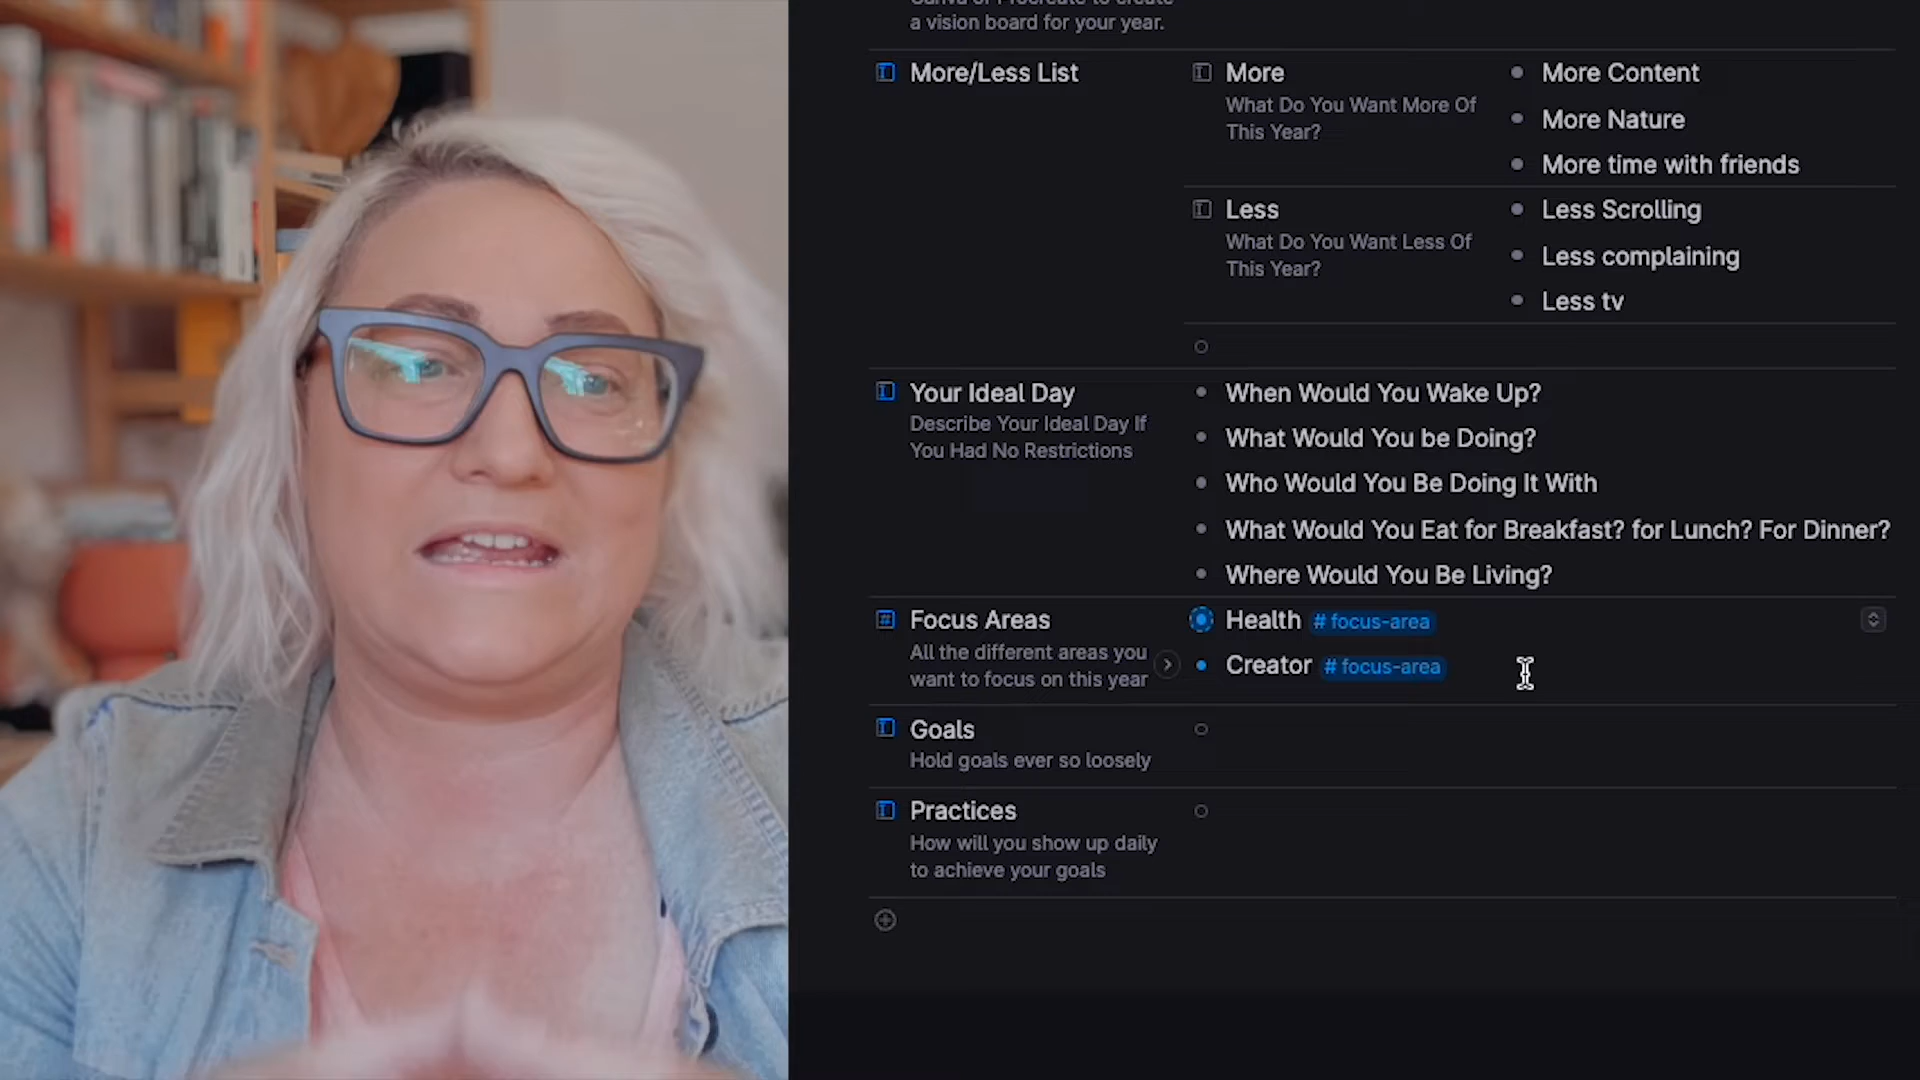 a vision board for your year.
More/Less List
More
What Do You Want More Of
This Year?
More Content
More Nature
More time with friends
Less
What Do You Want Less Of
This Year?
Less Scrolling
Less complaining
Less tv
Your Ideal Day
Describe Your Ideal Day If
You Had No Restrictions
When Would You Wake Up?
What Would You be Doing?
Who Would You Be Doing It With
What Would You Eat for Breakfast? for Lunch? For Dinner?
Where Would You Be Living?
Focus Areas
All the different areas you
want to focus on this year
Health # focus-area
Creator # focus-area
Goals
Hold goals ever so loosely
Practices
How will you show up daily
to achieve your goals